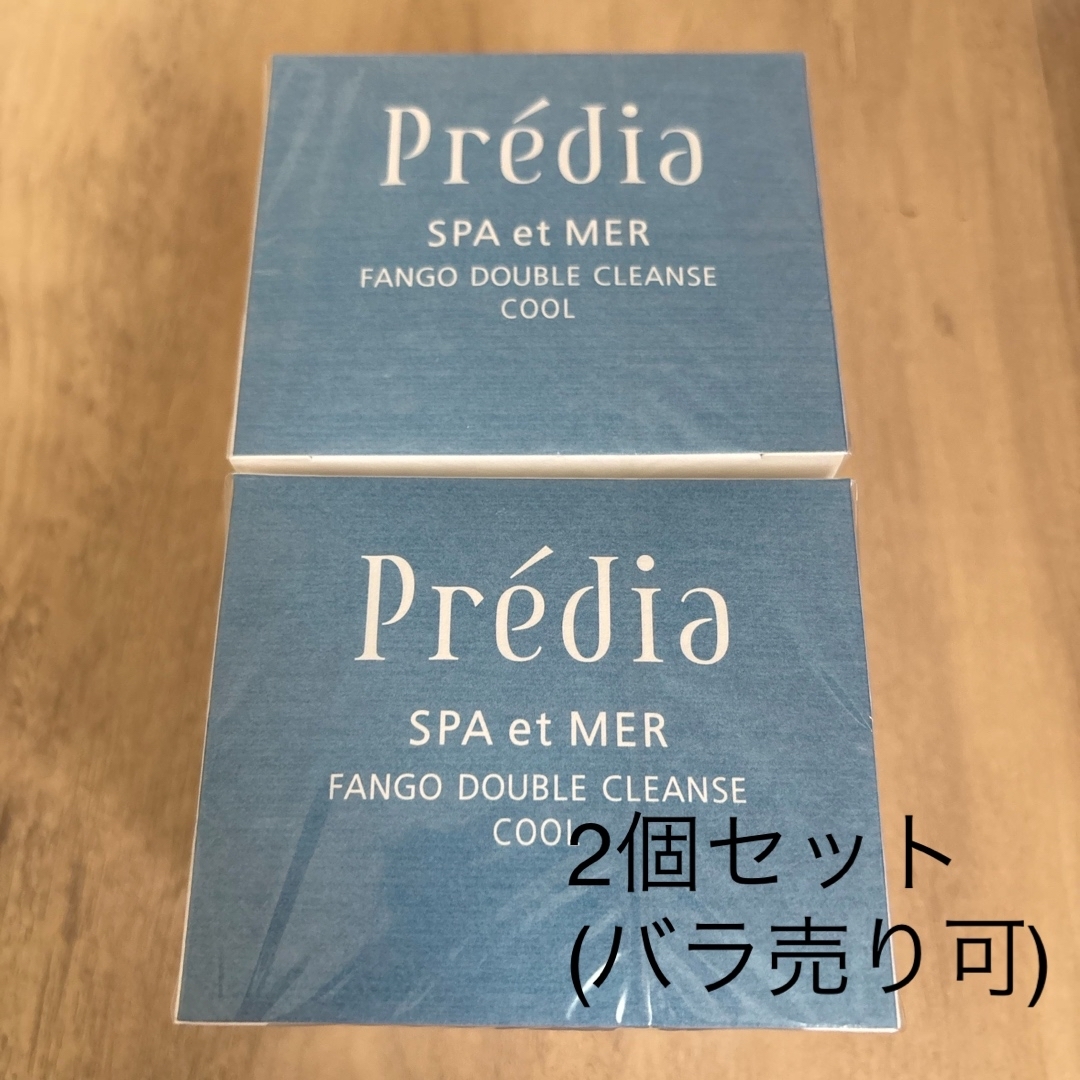 Prédia
SPA et MER
FANGO DOUBLE CLEANSE
COOL
Prédia
SPA et MER
FANGO DOUBLE CLEANSE
COOL
2個セット
(バラ売り可)